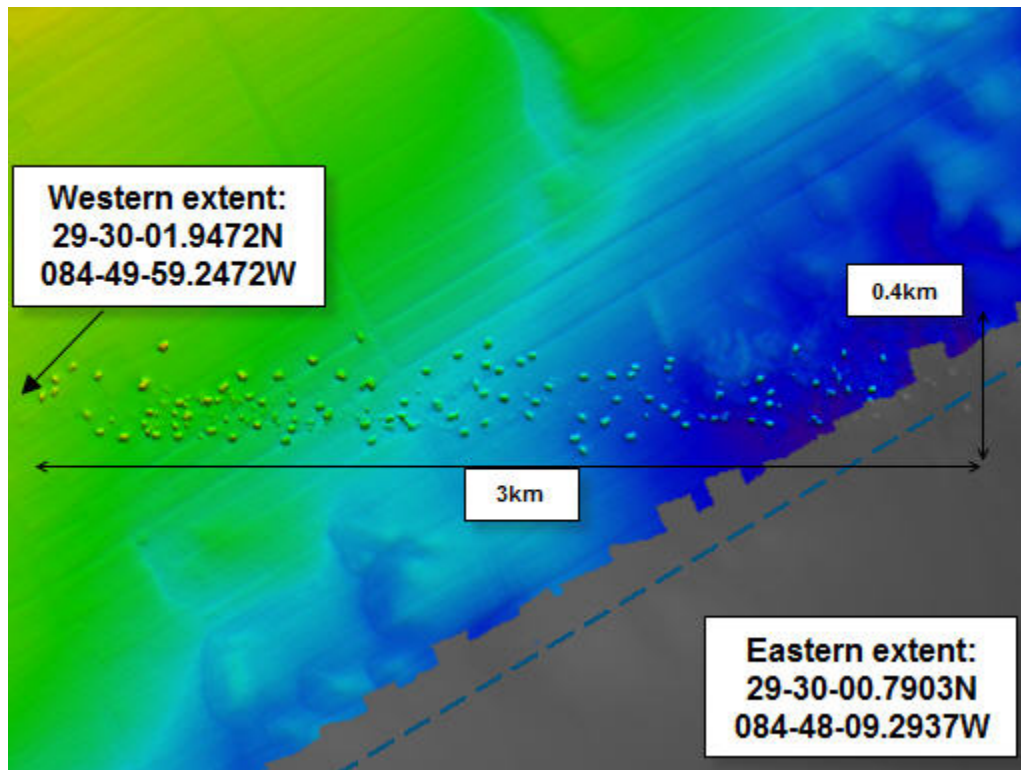 Western extent:
29-30-01.9472N
084-49-59.2472W
0.4km
3km
Eastern extent:
29-30-00.7903N
084-48-09.2937W